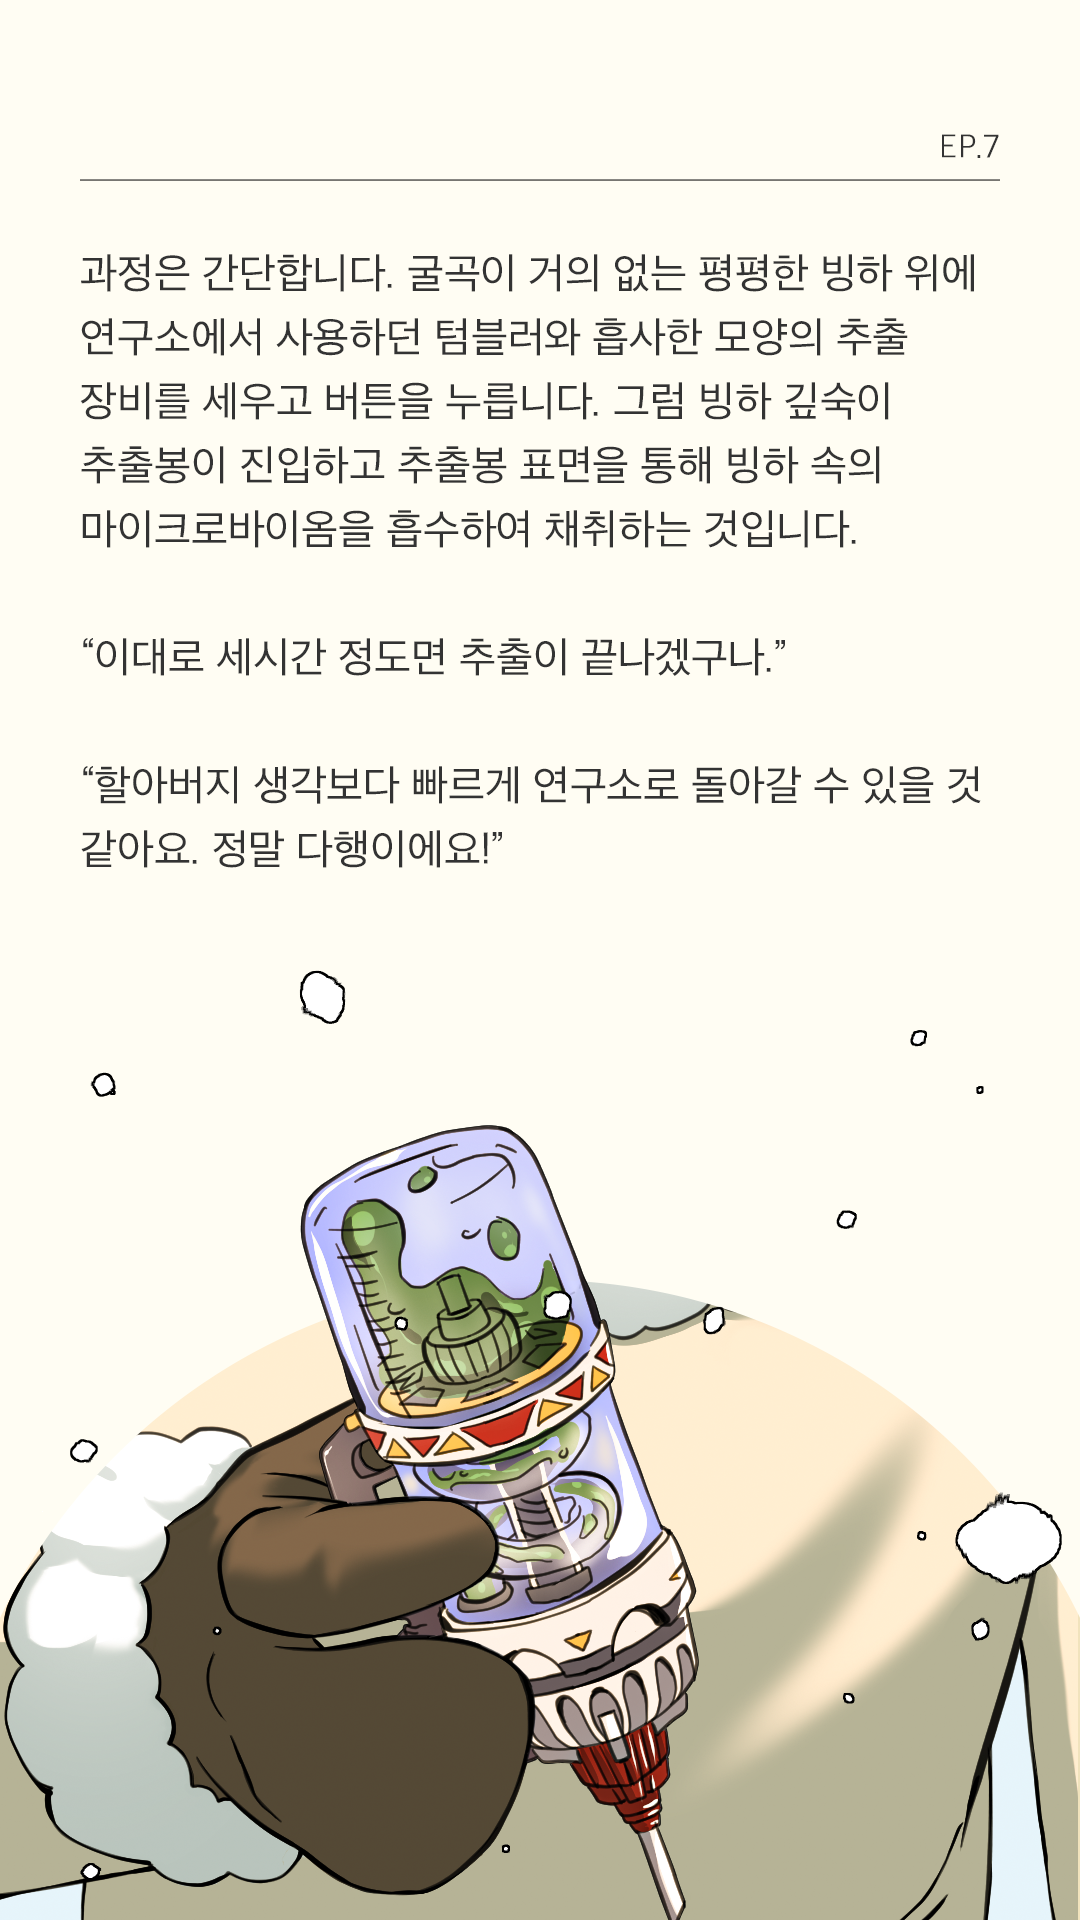 EP.7
과정은 간단합니다. 굴곡이 거의 없는 평평한 빙하 위에
연구소에서 사용하던 텀블러와 흡사한 모양의 추출
장비를 세우고 버튼을 누릅니다. 그럼 빙하 깊숙이
추출봉이 진입하고 추출봉 표면을 통해 빙하 속의
마이크로바이옴을 흡수하여 채취하는 것입니다.
“이대로 세시간 정도면 추출이 끝나겠구나.”
“할아버지 생각보다 빠르게 연구소로 돌아갈 수 있을 것
같아요. 정말 다행이에요!”